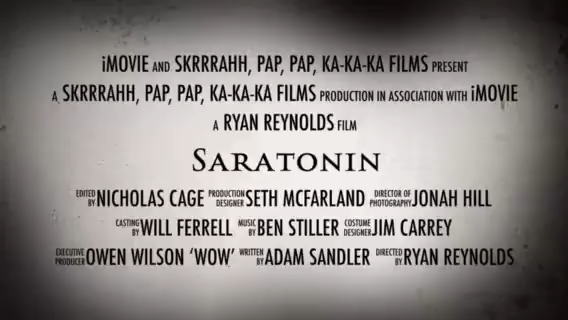 iMOVIE AND SKRRRAHH, PAP, PAP, KA-KA-KA FILMS PRESENT
A SKRRRAHH, PAP, PAP, KA-KA-KA FILMS PRODUCTION IN ASSOCIATION WITH iMOVIE
A RYAN REYNOLDS FILM
SARATONIN
EDITED BY NICHOLAS CAGE PRODUCTION DESIGNER SETH MCFARLAND DIRECTOR OF PHOTOGRAPHY JONAH HILL
CASTING BY WILL FERRELL MUSIC BY BEN STILLER COSTUME DESIGNER JIM CARREY
EXECUTIVE PRODUCER OWEN WILSON 'WOW' WRITTEN BY ADAM SANDLER DIRECTED BY RYAN REYNOLDS